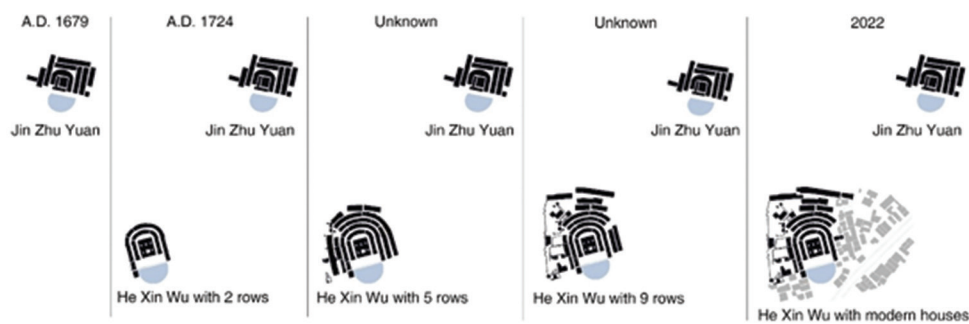 A.D. 1679
A.D. 1724
Unknown
Unknown
2022
Jin Zhu Yuan
Jin Zhu Yuan
Jin Zhu Yuan
Jin Zhu Yuan
Jin Zhu Yuan
He Xin Wu with 2 rows
He Xin Wu with 5 rows
He Xin Wu with 9 rows
He Xin Wu with modern houses